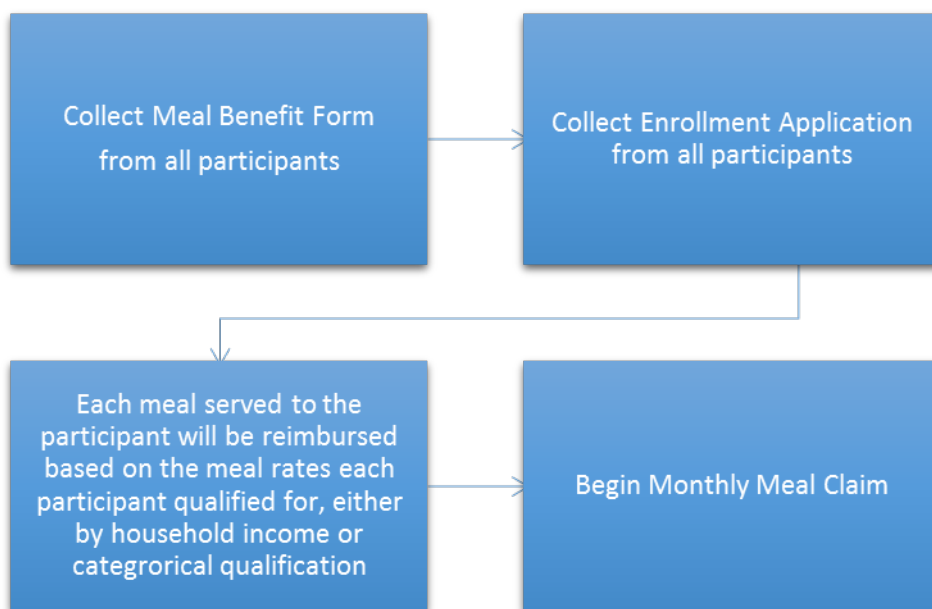 Collect Meal Benefit Form
from all participants
Collect Enrollment Application
from all participants
Each meal served to the
participant will be reimbursed
based on the meal rates each
participant qualified for, either
by household income or
categrorical qualification
Begin Monthly Meal Claim